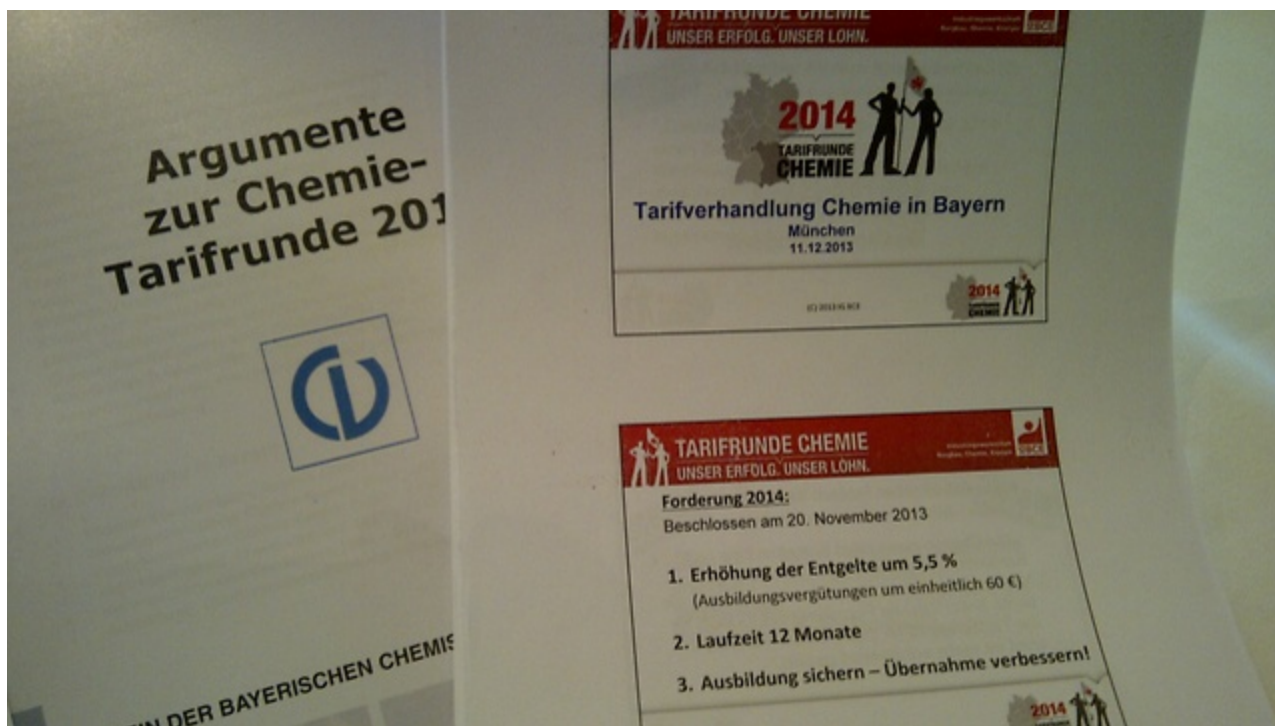 Argumente
zur Chemie-
Tarifrunde 201
DER BAYERISCHEN CHEMIS
TARIFRUNDE CHEMIE
UNSER ERFOLG. UNSER LOHN.
2014
TARIFRUNDE
CHEMIE
Tarifverhandlung Chemie in Bayern
München
11.12.2013
2014
TARIFRUNDE
CHEMIE
TARIFRUNDE CHEMIE
UNSER ERFOLG. UNSER LOHN.
Forderung 2014:
Beschlossen am 20. November 2013
1. Erhöhung der Entgelte um 5,5 %
(Ausbildungsvergütungen um einheitlich 60 €)
2. Laufzeit 12 Monate
3. Ausbildung sichern – Übernahme verbessern!
2014